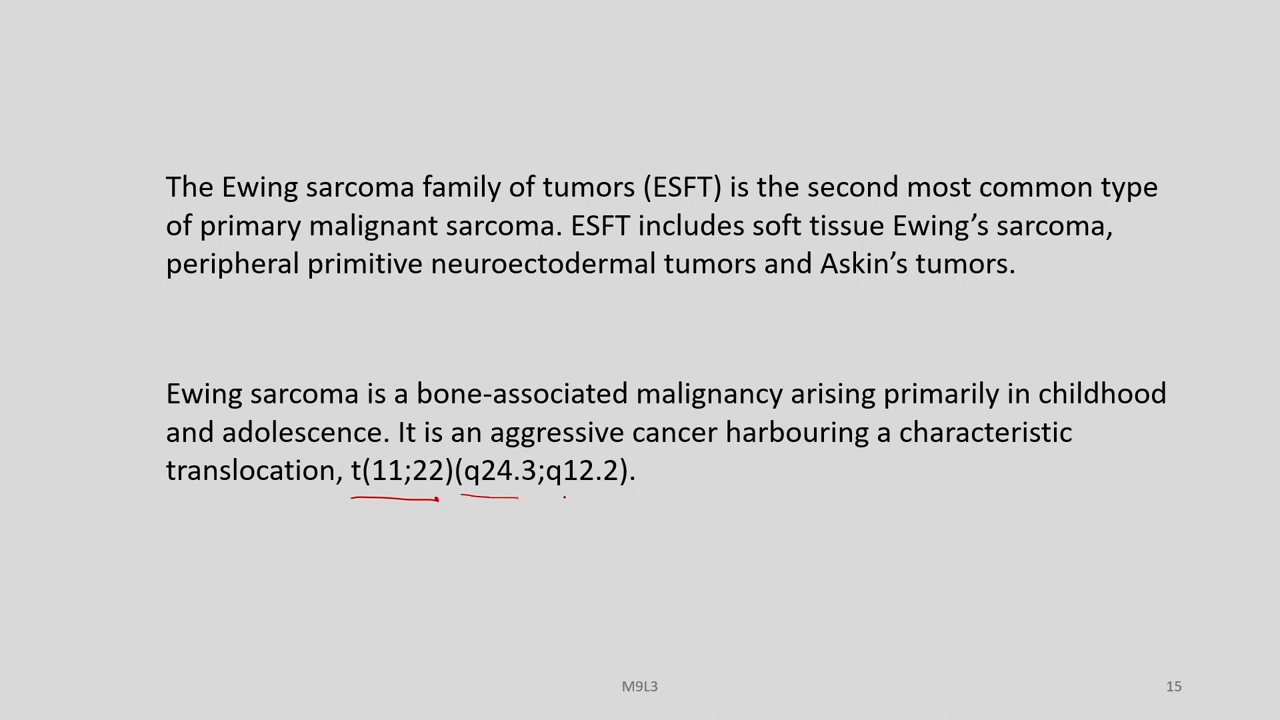 The Ewing sarcoma family of tumors (ESFT) is the second most common type
of primary malignant sarcoma. ESFT includes soft tissue Ewing’s sarcoma,
peripheral primitive neuroectodermal tumors and Askin’s tumors.
Ewing sarcoma is a bone-associated malignancy arising primarily in childhood
and adolescence. It is an aggressive cancer harbouring a characteristic
translocation, t(11;22)(q24.3;q12.2).
M9L3
15